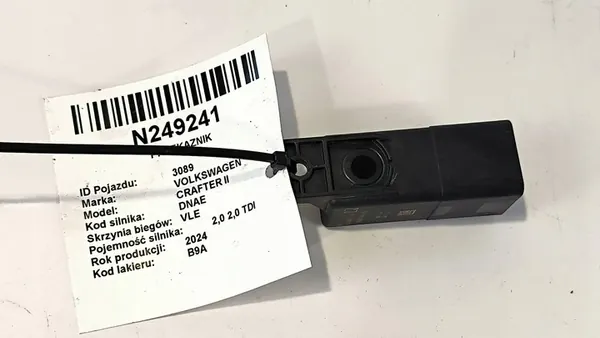 N249241
ID Pojazdu: 3089
Marka: VOLKSWAGEN
Model: CRAFTER II
Kod silnika: DNAE
Skrzynia biegów: VLE
Pojemność silnika: 2,0 2,0 TDI
Rok produkcji: 2024
Kod lakieru: B9A